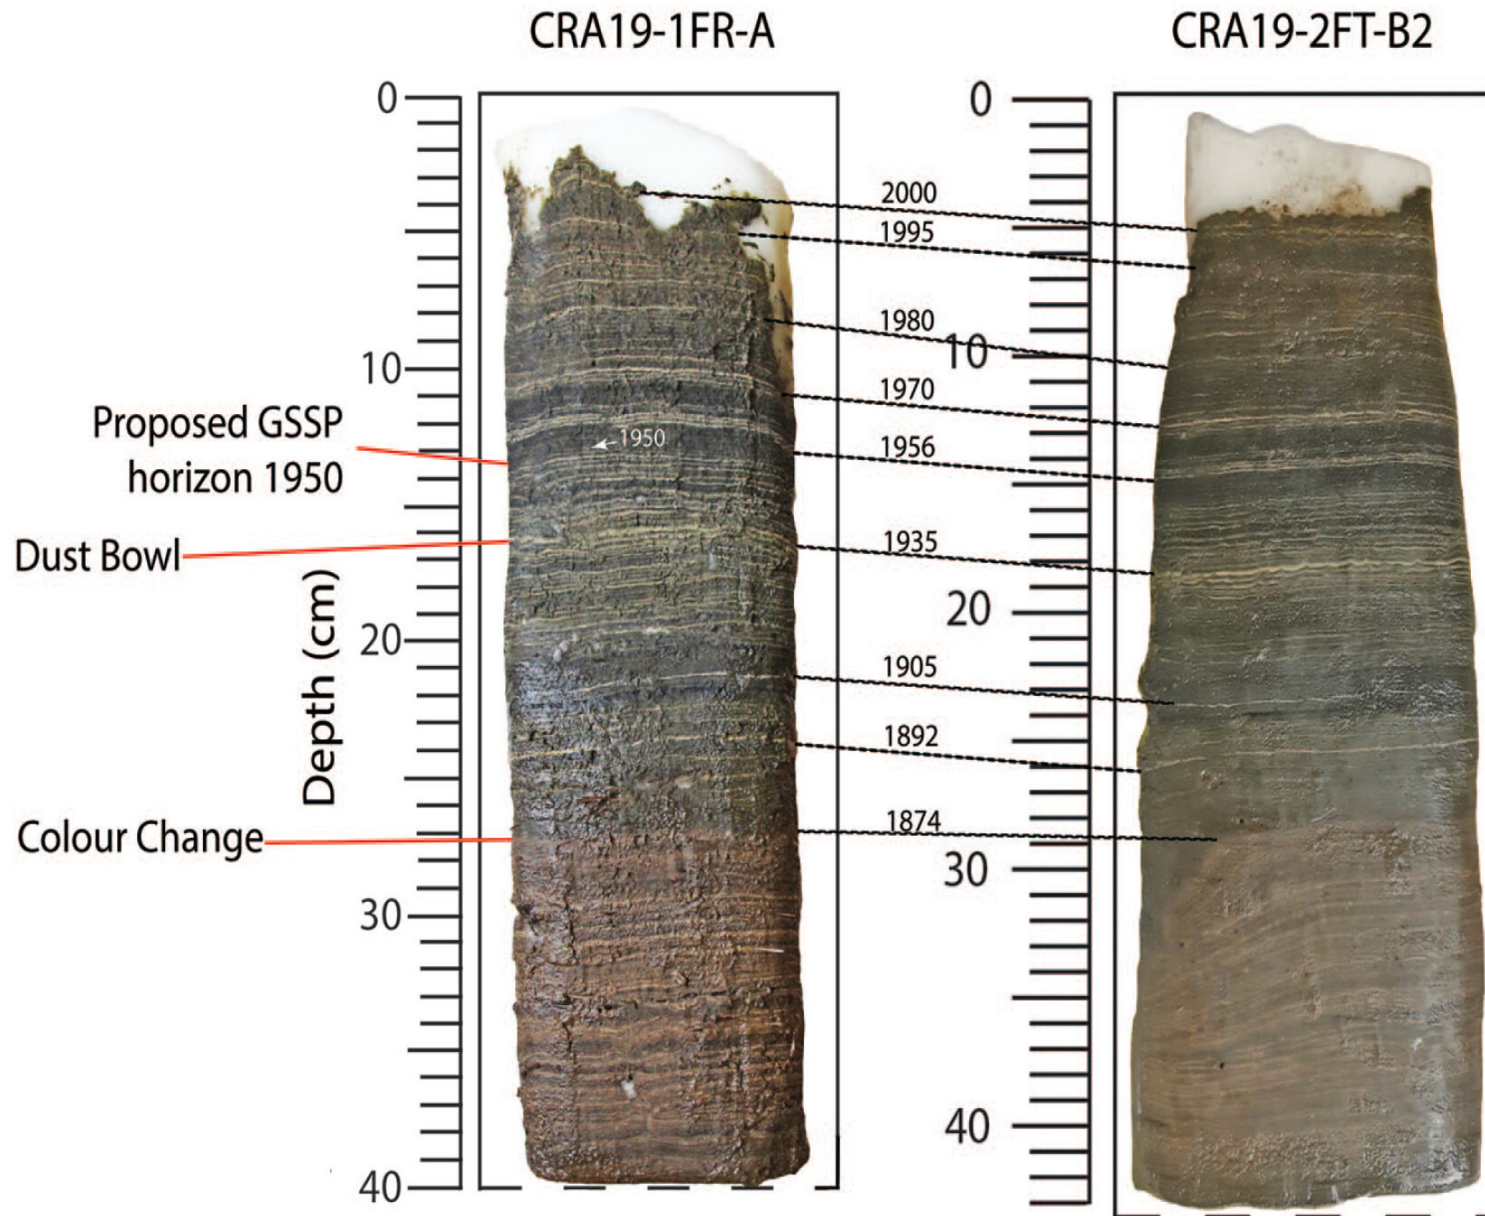 CRA19-1FR-A
CRA19-2FT-B2
0
10
20
30
40
Depth (cm)
Proposed GSSP
horizon 1950
Dust Bowl
Colour Change
1950
2000
1995
1980
1970
1956
1935
1905
1892
1874
0
10
20
30
40